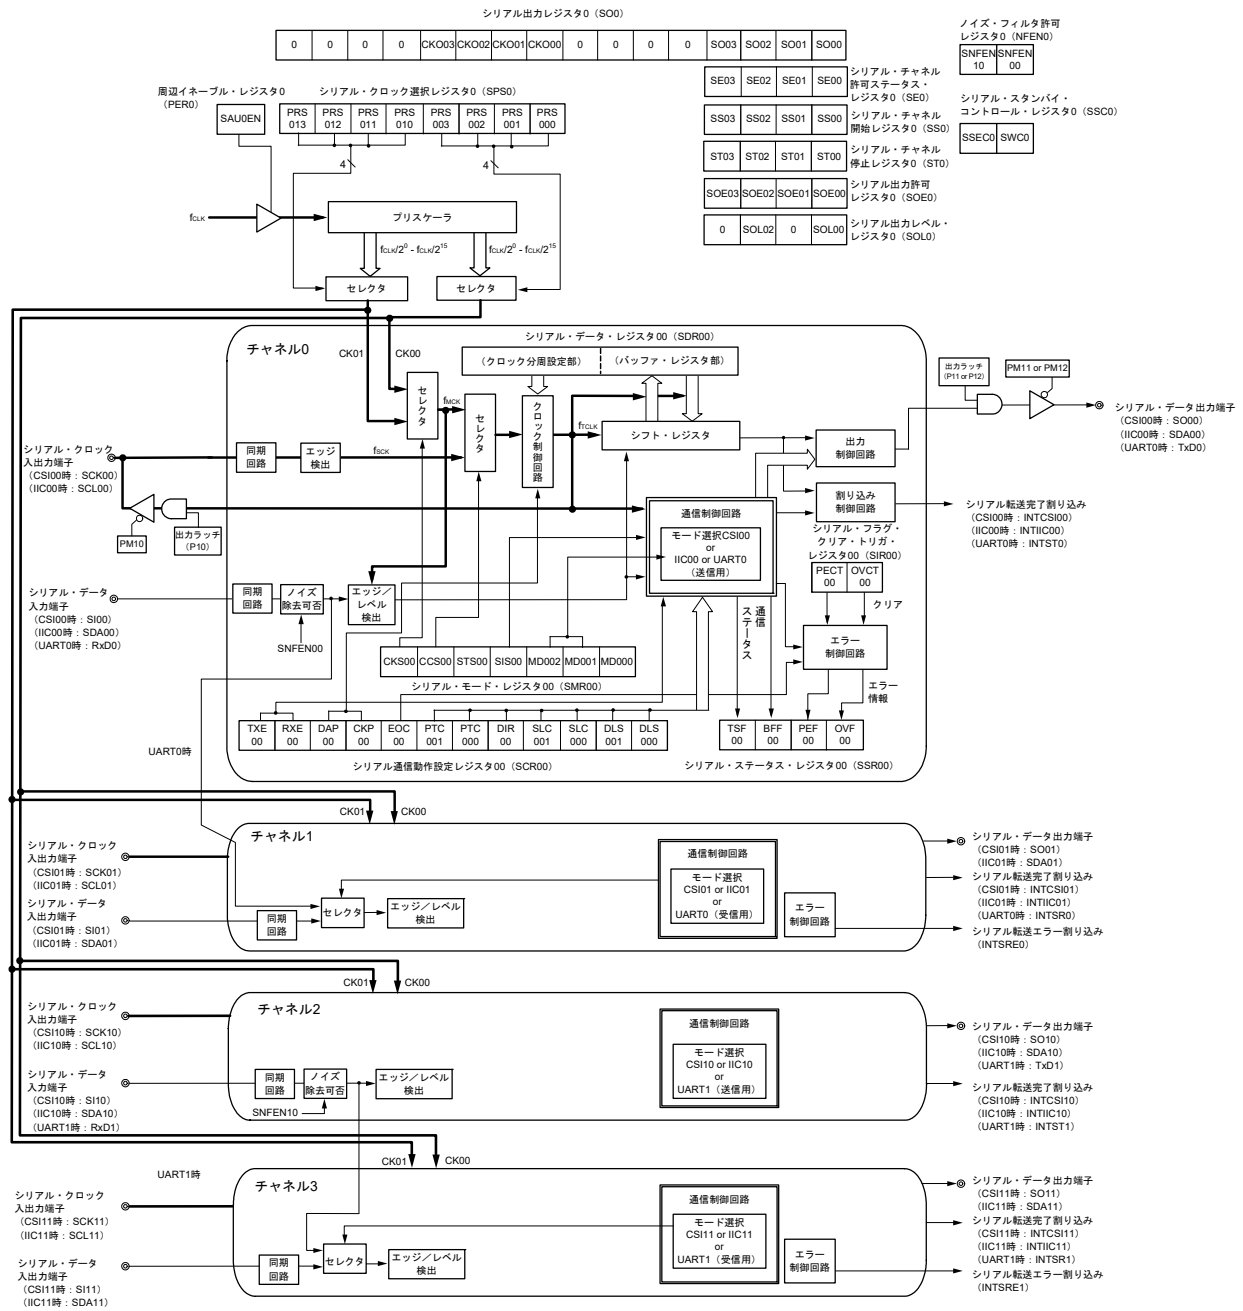 シリアル出力レジスタ0（SO0）
0 0 0 0 CKO03 CKO02 CKO01 CKO00 0 0 0 0 SO03 SO02 SO01 SO00
ノイズ・フィルタ許可
レジスタ0（NFEN0）
SNFEN SNFEN
10 00
周辺イネーブル・レジスタ0
（PER0）
SAU0EN
シリアル・クロック選択レジスタ0（SPS0）
PRS PRS PRS PRS PRS PRS PRS PRS
013 012 011 010 003 002 001 000
4 4
SE03 SE02 SE01 SE00
シリアル・チャネル
許可ステータス・
レジスタ0（SE0）
SS03 SS02 SS01 SS00
シリアル・チャネル
開始レジスタ0（SS0）
ST03 ST02 ST01 ST00
シリアル・チャネル
停止レジスタ0（ST0）
SOE03 SOE02 SOE01 SOE00
シリアル出力許可
レジスタ0（SOE0）
0 SOL02 0 SOL00
シリアル出力レベル・
レジスタ0（SOL0）
シリアル・スタンバイ・
コントロール・レジスタ0（SSC0）
SSEC0 SWC0
fCLK
プリスケーラ
fCLK/2⁰ - fCLK/2¹⁵ fCLK/2⁰ - fCLK/2¹⁵
セレクタ セレクタ
チャネル0
CK01 CK00
シリアル・データ・レジスタ00（SDR00）
（クロック分周設定部） （バッファ・レジスタ部）
セレクタ
fMCK
セレクタ
クロック制御回路
fTCLK
シフト・レジスタ
出力
制御回路
出力ラッチ
（P11 or P12）
PM11 or PM12
シリアル・データ出力端子
（CSI00時：SO00）
（IIC00時：SDA00）
（UART0時：TxD0）
シリアル・クロック
入出力端子
（CSI00時：SCK00）
（IIC00時：SCL00）
同期
回路
エッジ
検出
fSCK
PM10
出力ラッチ
（P10）
通信制御回路
モード選択CSI00
or
IIC00 or UART0
（送信用）
割り込み
制御回路
シリアル転送完了割り込み
（CSI00時：INTCSI00）
（IIC00時：INTIIC00）
（UART0時：INTST0）
シリアル・フラグ・
クリア・トリガ・
レジスタ00（SIR00）
PECT OVCT
00 00
クリア
シリアル・データ
入力端子
（CSI00時：SI00）
（IIC00時：SDA00）
（UART0時：RxD0）
同期
回路
ノイズ
除去可否
SNFEN00
エッジ／
レベル
検出
通信
ステータス
エラー
制御回路
エラー
情報
CKS00 CCS00 STS00 SIS00 MD002 MD001 MD000
シリアル・モード・レジスタ00（SMR00）
TXE RXE DAP CKP EOC PTC PTC DIR SLC SLC DLS DLS
00 00 00 00 00 001 000 00 001 000 001 000
シリアル通信動作設定レジスタ00（SCR00）
TSF BFF PEF OVF
00 00 00 00
シリアル・ステータス・レジスタ00（SSR00）
UART0時
CK01 CK00
チャネル1
シリアル・クロック
入出力端子
（CSI01時：SCK01）
（IIC01時：SCL01）
シリアル・データ
入出力端子
（CSI01時：SI01）
（IIC01時：SDA01）
同期
回路
セレクタ
エッジ／レベル
検出
通信制御回路
モード選択
CSI01 or IIC01
or
UART0（受信用）
エラー
制御回路
シリアル・データ出力端子
（CSI01時：SO01）
（IIC01時：SDA01）
シリアル転送完了割り込み
（CSI01時：INTCSI01）
（IIC01時：INTIIC01）
（UART0時：INTSR0）
シリアル転送エラー割り込み
（INTSRE0）
CK01 CK00
チャネル2
シリアル・クロック
入出力端子
（CSI10時：SCK10）
（IIC10時：SCL10）
シリアル・データ
入力端子
（CSI10時：SI10）
（IIC10時：SDA10）
（UART1時：RxD1）
同期
回路
ノイズ
除去可否
SNFEN10
エッジ／レベル
検出
通信制御回路
モード選択
CSI10 or IIC10
or
UART1（送信用）
シリアル・データ出力端子
（CSI10時：SO10）
（IIC10時：SDA10）
（UART1時：TxD1）
シリアル転送完了割り込み
（CSI10時：INTCSI10）
（IIC10時：INTIIC10）
（UART1時：INTST1）
UART1時
CK01 CK00
チャネル3
シリアル・クロック
入出力端子
（CSI11時：SCK11）
（IIC11時：SCL11）
シリアル・データ
入出力端子
（CSI11時：SI11）
（IIC11時：SDA11）
同期
回路
セレクタ
エッジ／レベル
検出
通信制御回路
モード選択
CSI11 or IIC11
or
UART1（受信用）
エラー
制御回路
シリアル・データ出力端子
（CSI11時：SO11）
（IIC11時：SDA11）
シリアル転送完了割り込み
（CSI11時：INTCSI11）
（IIC11時：INTIIC11）
（UART1時：INTSR1）
シリアル転送エラー割り込み
（INTSRE1）